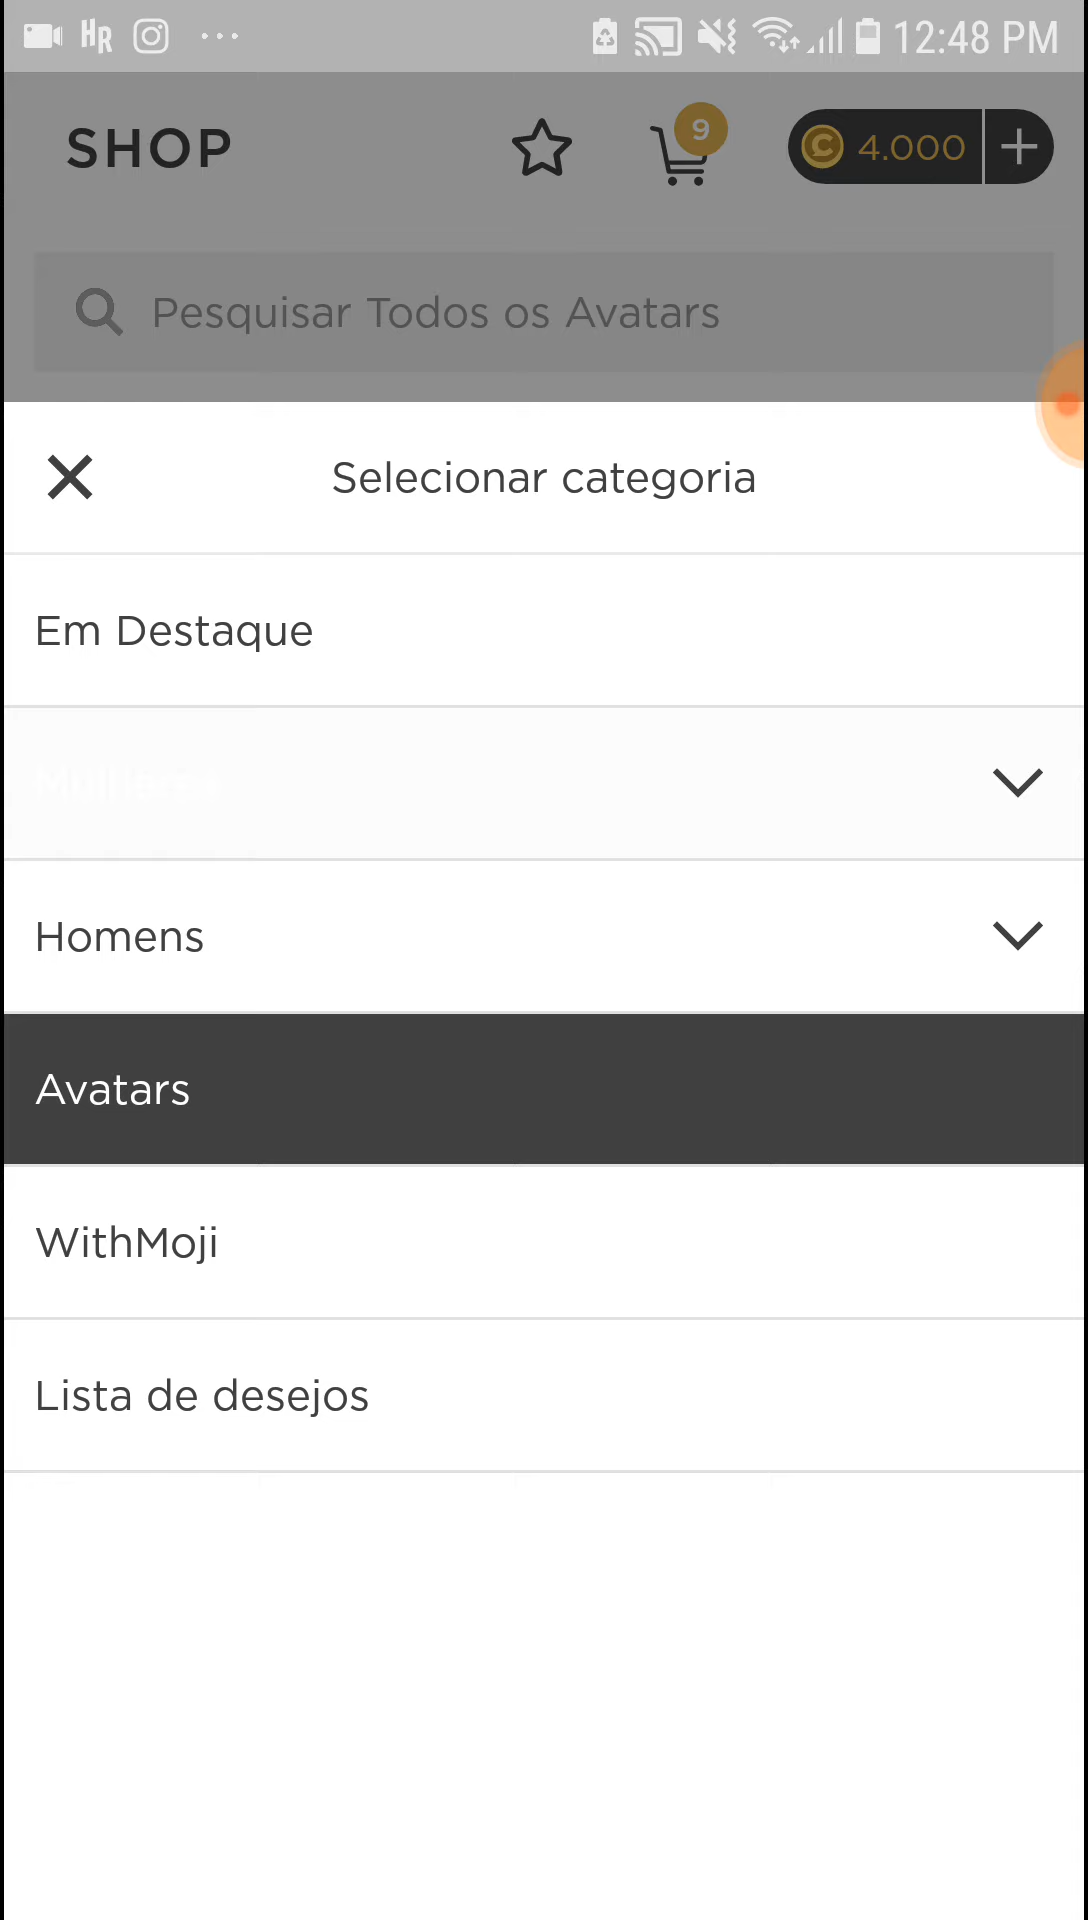 HR 12:48 PM
SHOP 9 4.000 +
Pesquisar Todos os Avatars
Selecionar categoria
Em Destaque
Homens
Avatars
WithMoji
Lista de desejos